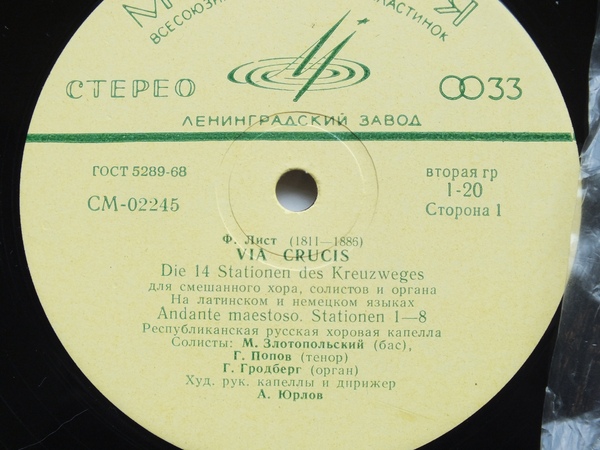 ВСЕСОЮЗН
ПЛАСТИНОК
СТЕРЕО
33
ЛЕНИНГРАДСКИЙ ЗАВОД
ГОСТ 5289-68
вторая гр
СМ-02245
1-20
Сторона 1
Ф. Лист (1811—1886)
VIA CRUCIS
Die 14 Stationen des Kreuzweges
для смешанного хора, солистов и органа
На латинском и немецком языках
Andante maestoso. Stationen 1—8
Республиканская русская хоровая капелла
Солисты: М. Злотопольский (бас),
Г. Попов (тенор)
Г. Гродберг (орган)
Худ. рук. капеллы и дирижер
А. Юрлов